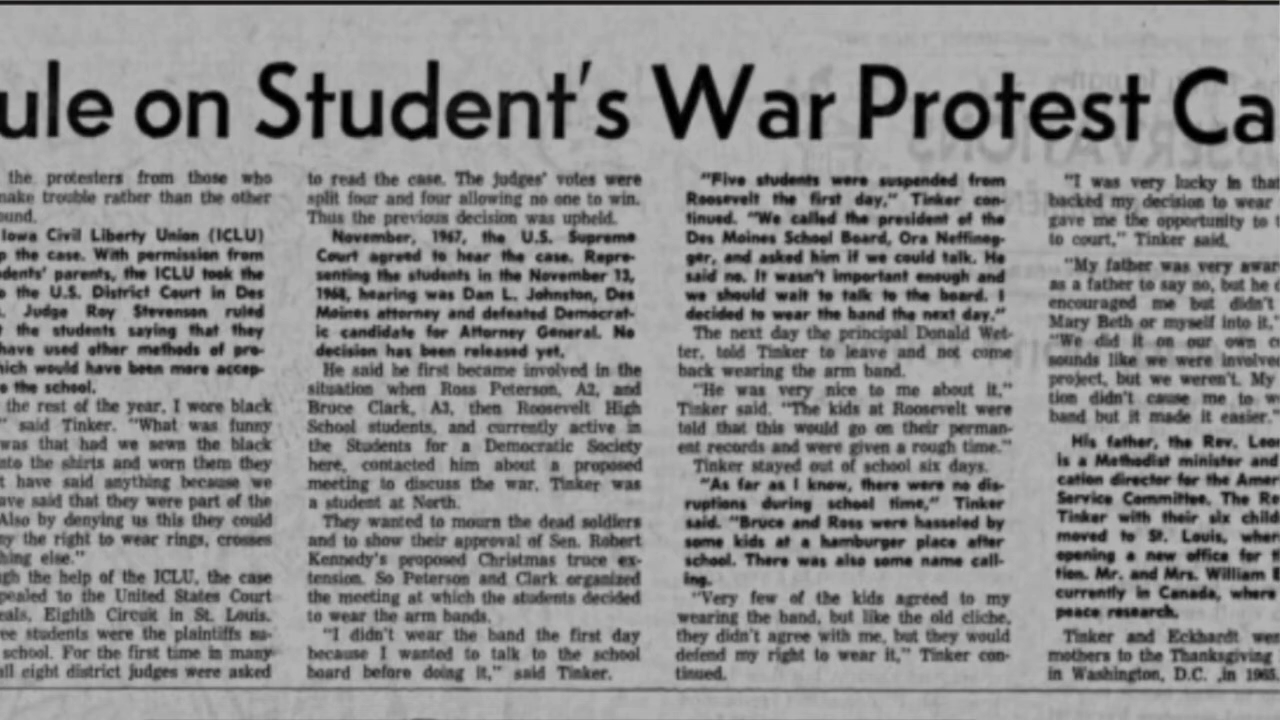 ule on Student's War Protest Ca
the protesters from those who
make trouble rather than the other
ound.
Iowa Civil Liberty Union (ICLU)
p the case. With permission from
dents' parents, the ICLU took the
o the U.S. District Court in Des
. Judge Roy Stevenson ruled
t the students saying that they
have used other methods of pro-
hich would have been more accep-
o the school.
the rest of the year, I wore black
" said Tinker. "What was funny
was that had we sewn the black
nto the shirts and worn them they
t have said anything because we
ave said that they were part of the
Also by denying us this they could
ny the right to wear rings, crosses
hing else."
gh the help of the ICLU, the case
pealed to the United States Court
eals, Eighth Circuit in St. Louis.
ee students were the plaintiffs su-
school. For the first time in many
all eight district judges were asked
to read the case. The judges' votes were
split four and four allowing no one to win.
Thus the previous decision was upheld.
November, 1967, the U.S. Supreme
Court agreed to hear the case. Repre-
senting the students in the November 13,
1968, hearing was Dan L. Johnston, Des
Moines attorney and defeated Democrat-
ic candidate for Attorney General. No
decision has been released yet.
He said he first became involved in the
situation when Ross Peterson, A2, and
Bruce Clark, A3, then Roosevelt High
School students, and currently active in
the Students for a Democratic Society
here, contacted him about a proposed
meeting to discuss the war. Tinker was
a student at North.
They wanted to mourn the dead soldiers
and to show their approval of Sen. Robert
Kennedy's proposed Christmas truce ex-
tension. So Peterson and Clark organized
the meeting at which the students decided
to wear the arm bands.
"I didn't wear the band the first day
because I wanted to talk to the school
board before doing it," said Tinker.
"Five students were suspended from
Roosevelt the first day," Tinker con-
tinued. "We called the president of the
Des Moines School Board, Ora Neffineg-
ger, and asked him if we could talk. He
said no. It wasn't important enough and
we should wait to talk to the board. I
decided to wear the band the next day."
The next day the principal Donald Wet-
ter, told Tinker to leave and not come
back wearing the arm band.
"He was very nice to me about it,"
Tinker said. "The kids at Roosevelt were
told that this would go on their perman-
ent records and were given a rough time."
Tinker stayed out of school six days.
"As far as I know, there were no dis-
ruptions during school time," Tinker
said. "Bruce and Ross were hasseled by
some kids at a hamburger place after
school. There was also some name call-
ing.
"Very few of the kids agreed to my
wearing the band, but like the old cliche,
they didn't agree with me, but they would
defend my right to wear it," Tinker con-
tinued.
"I was very lucky in that
backed my decision to wear
gave me the opportunity to
to court," Tinker said.
"My father was very awar
as a father to say no, but he
encouraged me but didn't
Mary Beth or myself into it,
"We did it on our own c
sounds like we were involve
project, but we weren't. My
tion didn't cause me to w
band but it made it easier."
His father, the Rev. Leo
is a Methodist minister and
cation director for the Amer
Service Committee. The Re
Tinker with their six child
moved to St. Louis, wher
opening a new office for t
tion. Mr. and Mrs. William E
currently in Canada, where
peace research.
Tinker and Eckhardt wer
mothers to the Thanksgiving
in Washington, D.C. ,in 1965.